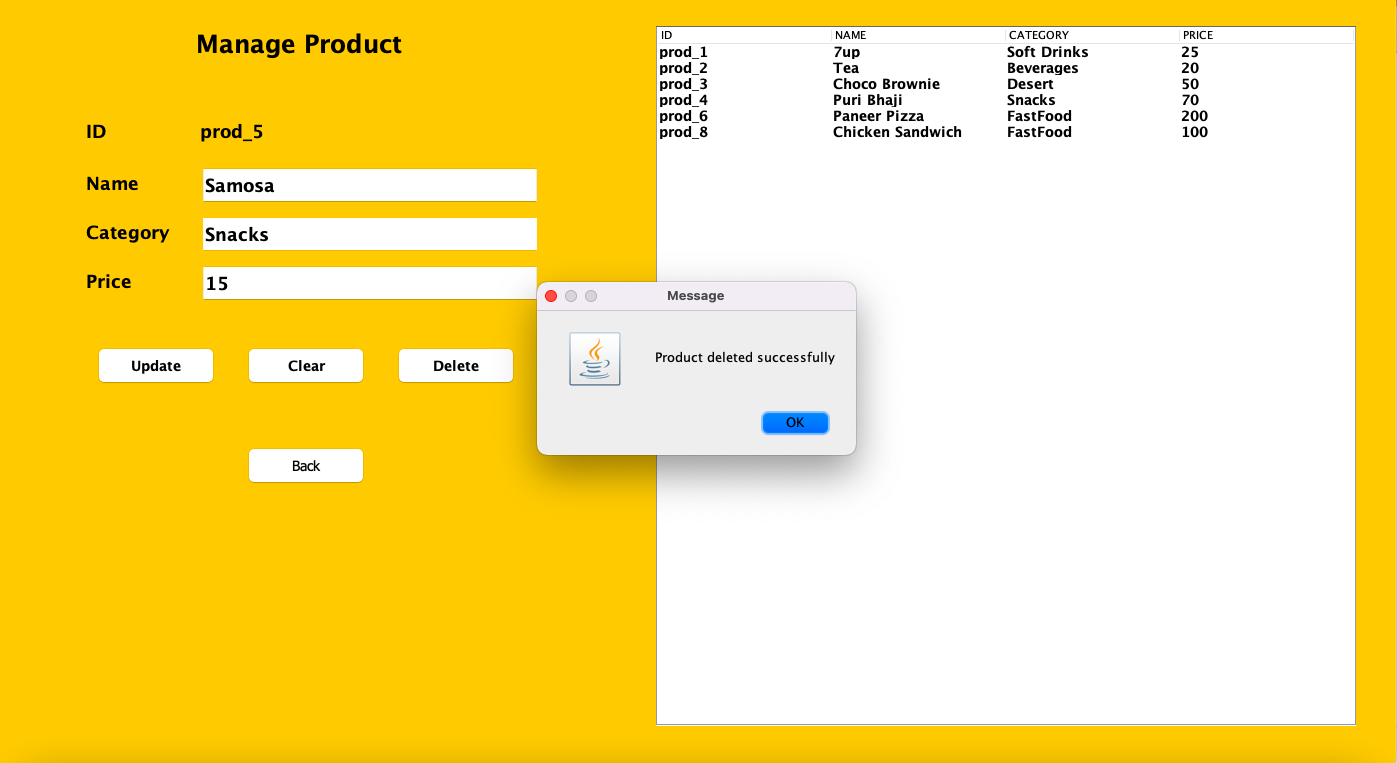 Manage Product
ID prod_5
Name Samosa
Category Snacks
Price 15
Update Clear Delete
Back
ID NAME CATEGORY PRICE
prod_1 7up Soft Drinks 25
prod_2 Tea Beverages 20
prod_3 Choco Brownie Desert 50
prod_4 Puri Bhaji Snacks 70
prod_6 Paneer Pizza FastFood 200
prod_8 Chicken Sandwich FastFood 100
Message
Product deleted successfully
OK